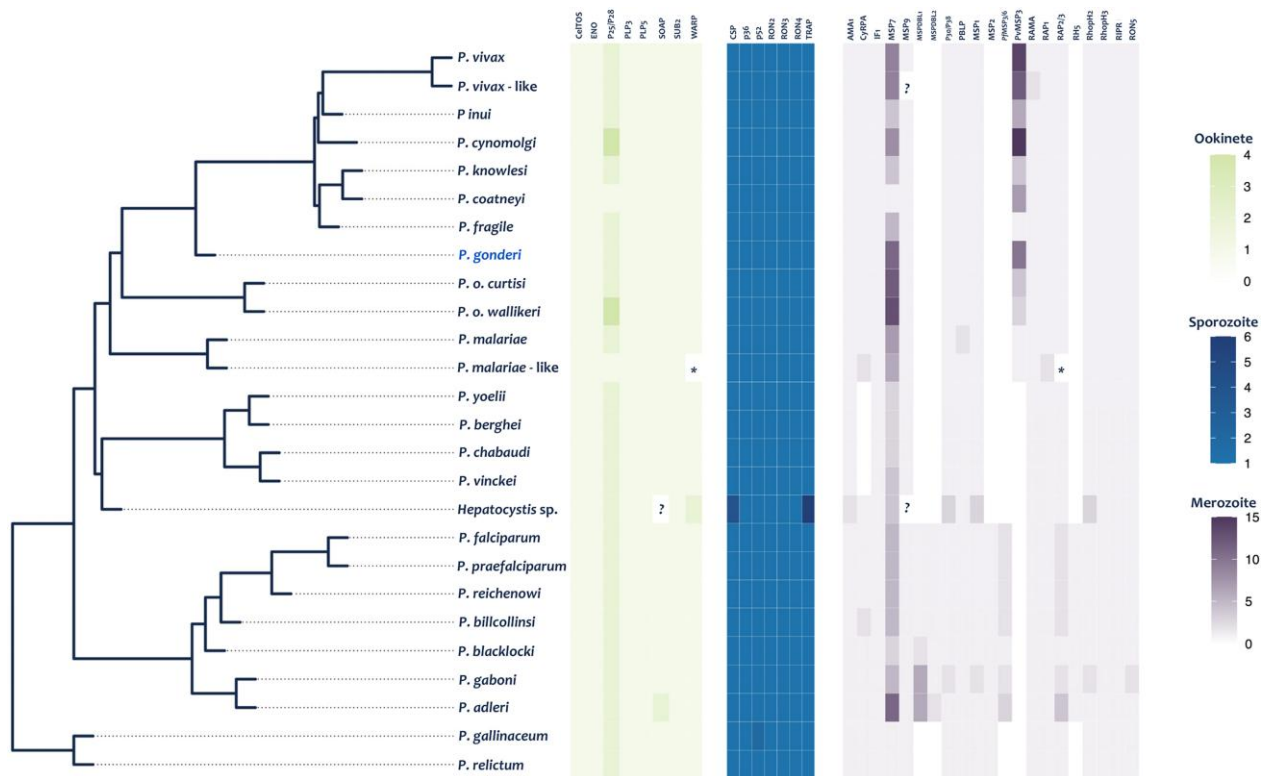 CelTOS ENO P25/P28 PLP3 PLP5 SOAP SUB2 WARP
CSP p36 p52 RON2 RON3 RON4 TRAP
AMA1 CyRPA IF1 MSP7 MSP9 MSPDBL1 MSPDBL2 P30/P38 PBLP MSP1 MSP2 PfMSP3/6 PvMSP3 RAMA RAP1 RAP2/3 RH5 RhopH2 RhopH3 RIPR RON5
P. vivax
P. vivax - like ?
P inui
P. cynomolgi
P. knowlesi
P. coatneyi
P. fragile
P. gonderi
P. o. curtisi
P. o. wallikeri
P. malariae
P. malariae - like * *
P. yoelii
P. berghei
P. chabaudi
P. vinckei
Hepatocystis sp. ? ?
P. falciparum
P. praefalciparum
P. reichenowi
P. billcollinsi
P. blacklocki
P. gaboni
P. adleri
P. gallinaceum
P. relictum
Ookinete
4
3
2
1
0
Sporozoite
6
5
4
3
2
1
Merozoite
15
10
5
0